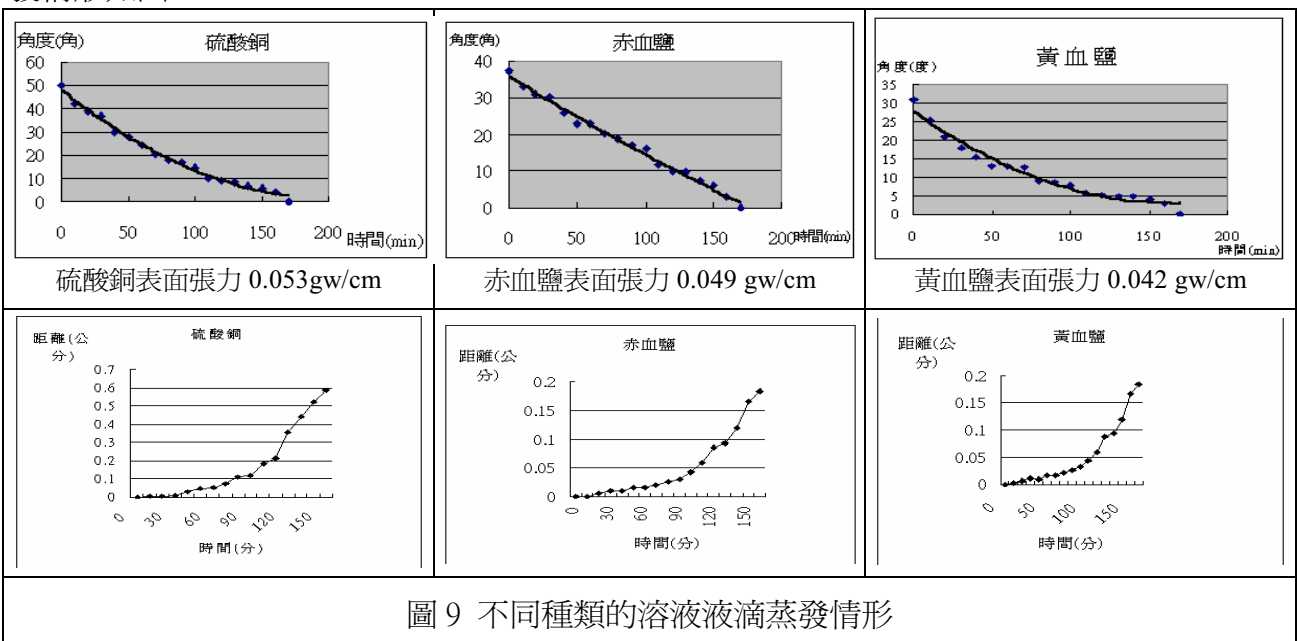 角度(角)
硫酸銅
60
50
40
30
20
10
0
0 50 100 150 200
時間(min)
硫酸銅表面張力 0.053gw/cm
角度(角)
赤血鹽
40
30
20
10
0
0 50 100 150 200
時間(min)
赤血鹽表面張力 0.049 gw/cm
黃血鹽
角度(度)
35
30
25
20
15
10
5
0
0 50 100 150 200
時間(min)
黃血鹽表面張力 0.042 gw/cm
硫酸銅
距離(公
分)
0.7
0.6
0.5
0.4
0.3
0.2
0.1
0
0 30 60 90 120 150
時間(分)
赤血鹽
距離(公
分)
0.2
0.15
0.1
0.05
0
0 30 60 90 120 150
時間(分)
黃血鹽
距離(公
分)
0.2
0.15
0.1
0.05
0
0 50 100 150
時間(分)
圖 9 不同種類的溶液液滴蒸發情形